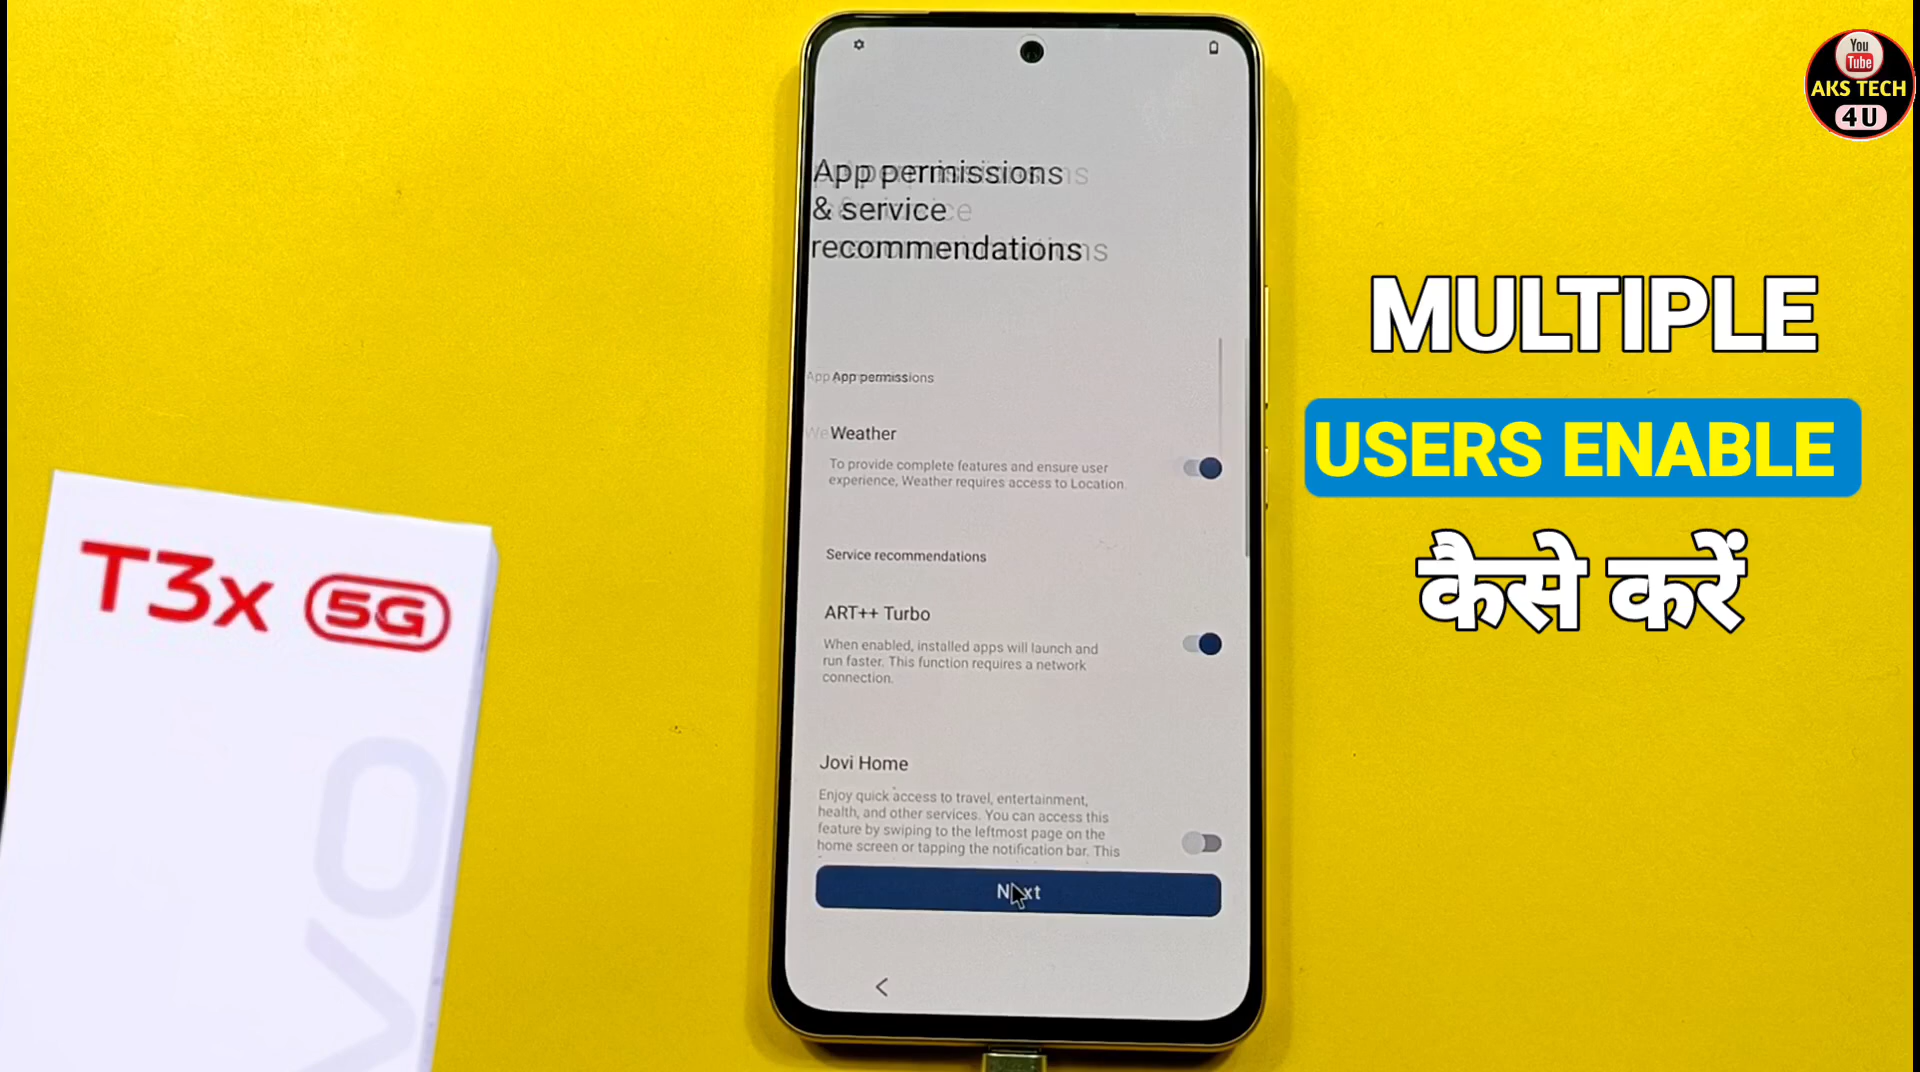 You
Tube
AKS TECH
4U
App permissions
& service
recommendations
App permissions
Weather
To provide complete features and ensure user
experience, Weather requires access to Location.
Service recommendations
ART++ Turbo
When enabled, installed apps will launch and
run faster. This function requires a network
connection.
Jovi Home
Enjoy quick access to travel, entertainment,
health, and other services. You can access this
feature by swiping to the leftmost page on the
home screen or tapping the notification bar. This
Next
MULTIPLE
USERS ENABLE
कैसे करें
T3x 5G
vivo